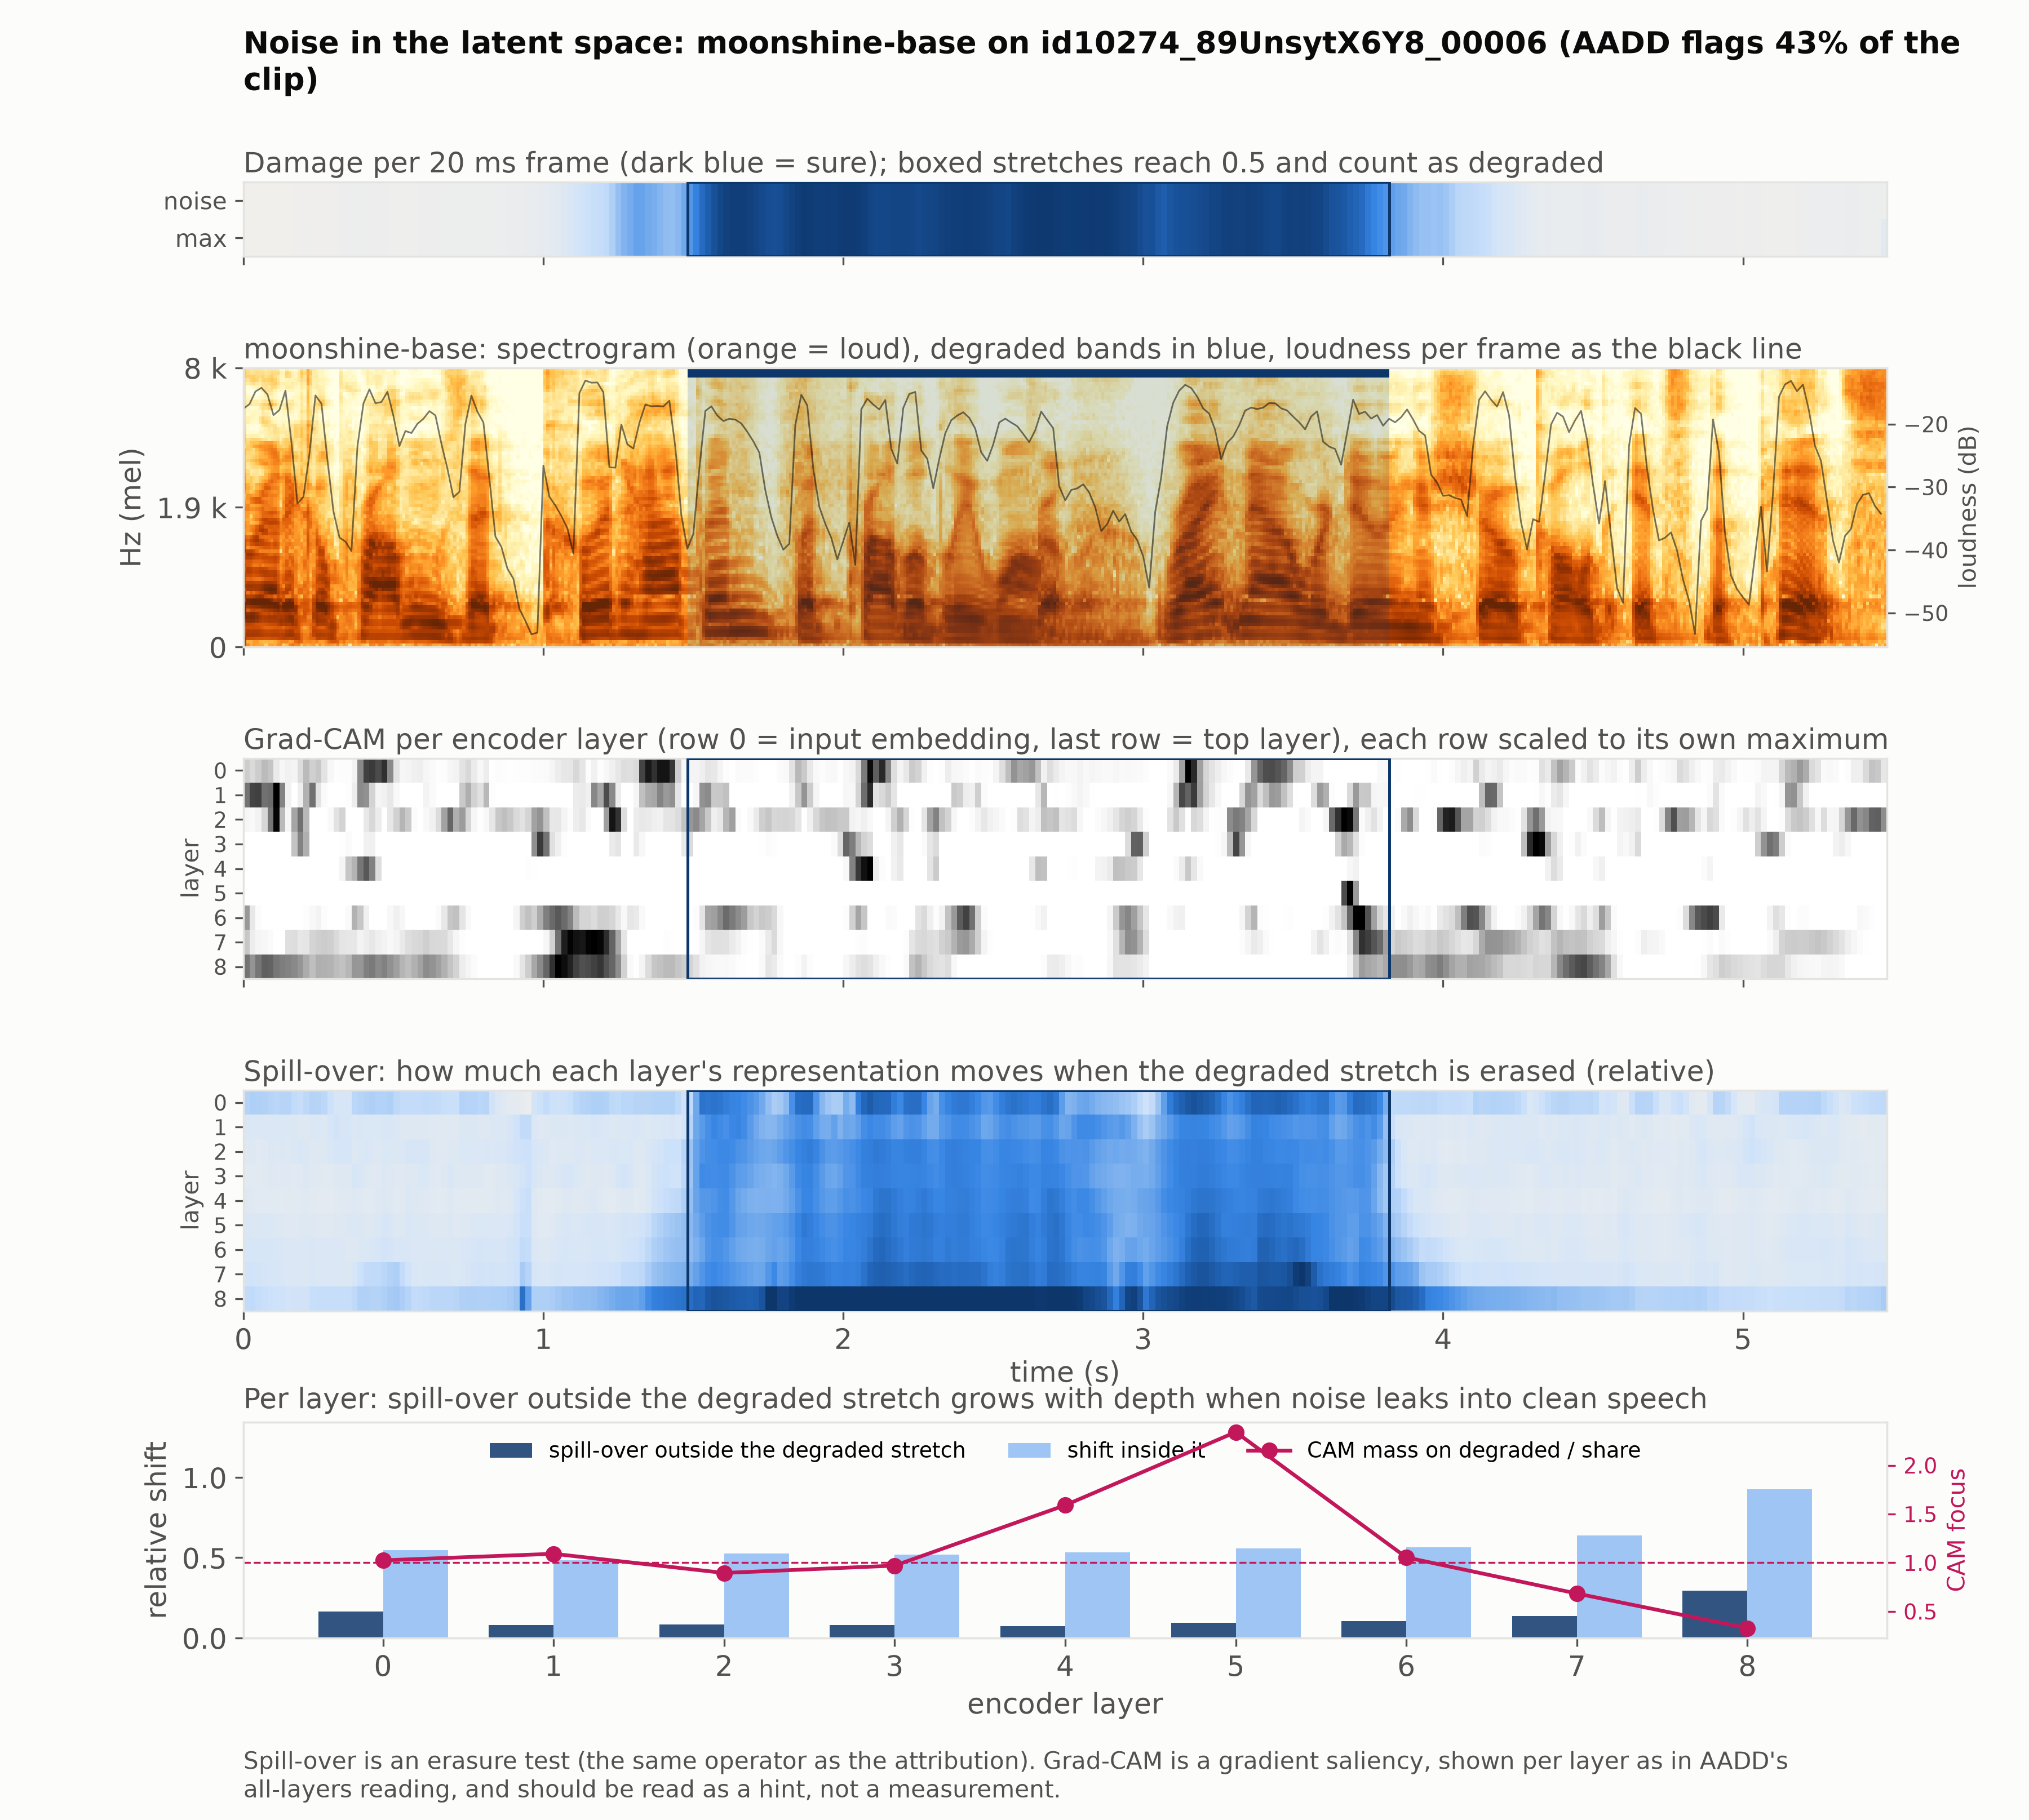 Noise in the latent space: moonshine-base on id10274_89UnsytX6Y8_00006 (AADD flags 43% of the
clip)
Damage per 20 ms frame (dark blue = sure); boxed stretches reach 0.5 and count as degraded
noise
max
moonshine-base: spectrogram (orange = loud), degraded bands in blue, loudness per frame as the black line
8 k
1.9 k
0
Hz (mel)
−20
−30
−40
−50
loudness (dB)
Grad-CAM per encoder layer (row 0 = input embedding, last row = top layer), each row scaled to its own maximum
0
1
2
3
4
5
6
7
8
layer
Spill-over: how much each layer's representation moves when the degraded stretch is erased (relative)
0
1
2
3
4
5
6
7
8
layer
0 1 2 3 4 5
time (s)
Per layer: spill-over outside the degraded stretch grows with depth when noise leaks into clean speech
spill-over outside the degraded stretch shift inside it CAM mass on degraded / share
1.0
0.5
0.0
relative shift
2.0
1.5
1.0
0.5
CAM focus
0 1 2 3 4 5 6 7 8
encoder layer
Spill-over is an erasure test (the same operator as the attribution). Grad-CAM is a gradient saliency, shown per layer as in AADD's
all-layers reading, and should be read as a hint, not a measurement.